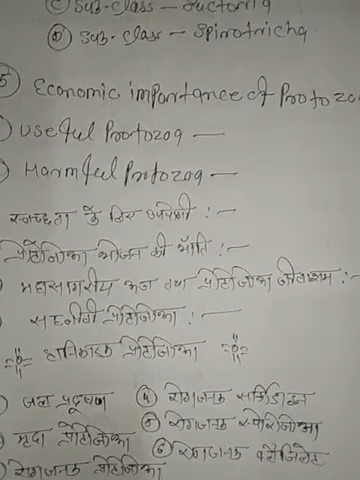 (C) Sub-class - Suctoria
(D) Sub-class - Spirotricha
5) Economic importance of Protozoa
) Useful Protozoa —
) Harmful Protozoa —
स्वच्छता के लिए उपयोगी :-
प्रोटोजोआ भोजन की भाँति :-
महासागरीय कज तथा प्रोटोजोआ जीवाश्म :-
सहजीवी प्रोटोजोआ :-
हानिकारक प्रोटोजोआ
) जल प्रदूषण ④ रोगजनक सार्कोडाइन
) मृदा प्रोटोजोआ ⑤ रोगजनक स्पोरोजोआ
) रोगजनक प्रोटोजोआ ⑥ रोगजनक फ्लैजिलेट